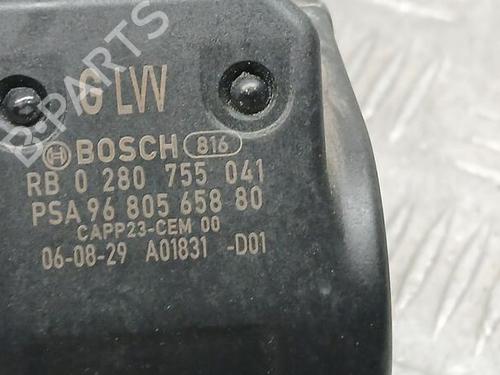 B-PARTS
G LW
BOSCH 816
RB 0 280 755 041
PSA 96 805 658 80
CAPP23-CEM 00
06-08-29 A01831 -D01